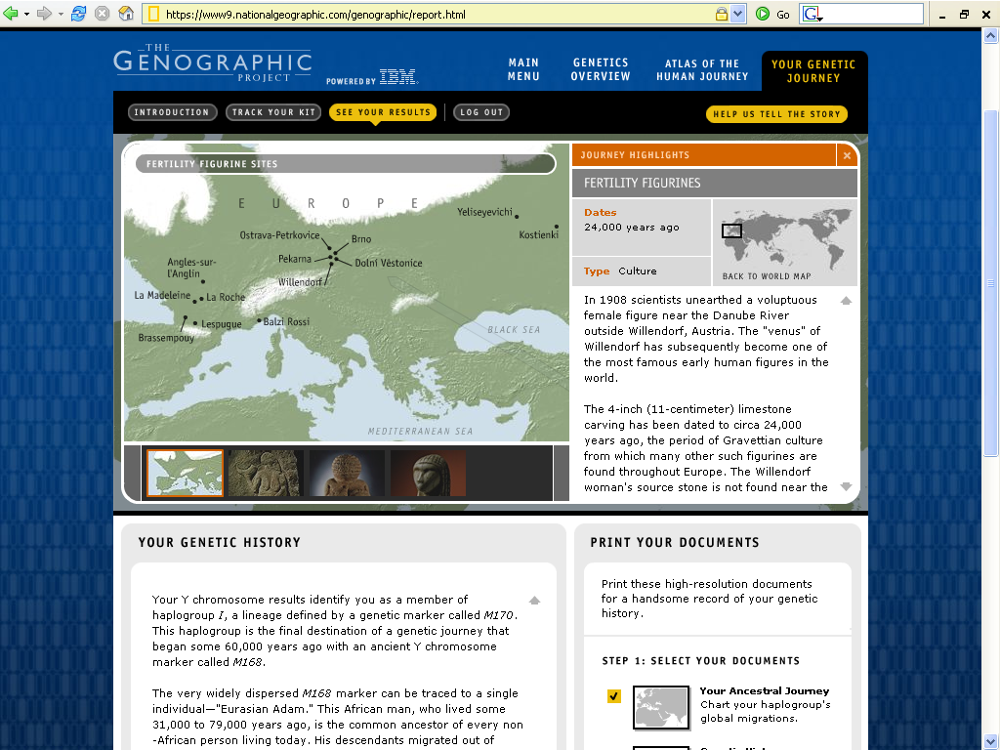 https://www9.nationalgeographic.com/genographic/report.html
Go
G
THE
GENOGRAPHIC
PROJECT
POWERED BY IBM
MAIN
MENU
GENETICS
OVERVIEW
ATLAS OF THE
HUMAN JOURNEY
YOUR GENETIC
JOURNEY
INTRODUCTION
TRACK YOUR KIT
SEE YOUR RESULTS
LOG OUT
HELP US TELL THE STORY
FERTILITY FIGURINE SITES
EUROPE
Yeliseyevichi
Kostienki
Ostrava-Petrkovice
Brno
Pekarna
Dolní Věstonice
Willendorf
Angles-sur-
l'Anglin
La Madeleine
La Roche
Lespugue
Balzi Rossi
Brassempouy
BLACK SEA
MEDITERRANEAN SEA
JOURNEY HIGHLIGHTS
FERTILITY FIGURINES
Dates
24,000 years ago
Type Culture
BACK TO WORLD MAP
In 1908 scientists unearthed a voluptuous
female figure near the Danube River
outside Willendorf, Austria. The "venus" of
Willendorf has subsequently become one of
the most famous early human figures in the
world.
The 4-inch (11-centimeter) limestone
carving has been dated to circa 24,000
years ago, the period of Gravettian culture
from which many other such figurines are
found throughout Europe. The Willendorf
woman's source stone is not found near the
YOUR GENETIC HISTORY
Your Y chromosome results identify you as a member of
haplogroup I, a lineage defined by a genetic marker called M170.
This haplogroup is the final destination of a genetic journey that
began some 60,000 years ago with an ancient Y chromosome
marker called M168.
The very widely dispersed M168 marker can be traced to a single
individual—"Eurasian Adam." This African man, who lived some
31,000 to 79,000 years ago, is the common ancestor of every non
-African person living today. His descendants migrated out of
PRINT YOUR DOCUMENTS
Print these high-resolution documents
for a handsome record of your genetic
history.
STEP 1: SELECT YOUR DOCUMENTS
Your Ancestral Journey
Chart your haplogroup's
global migrations.